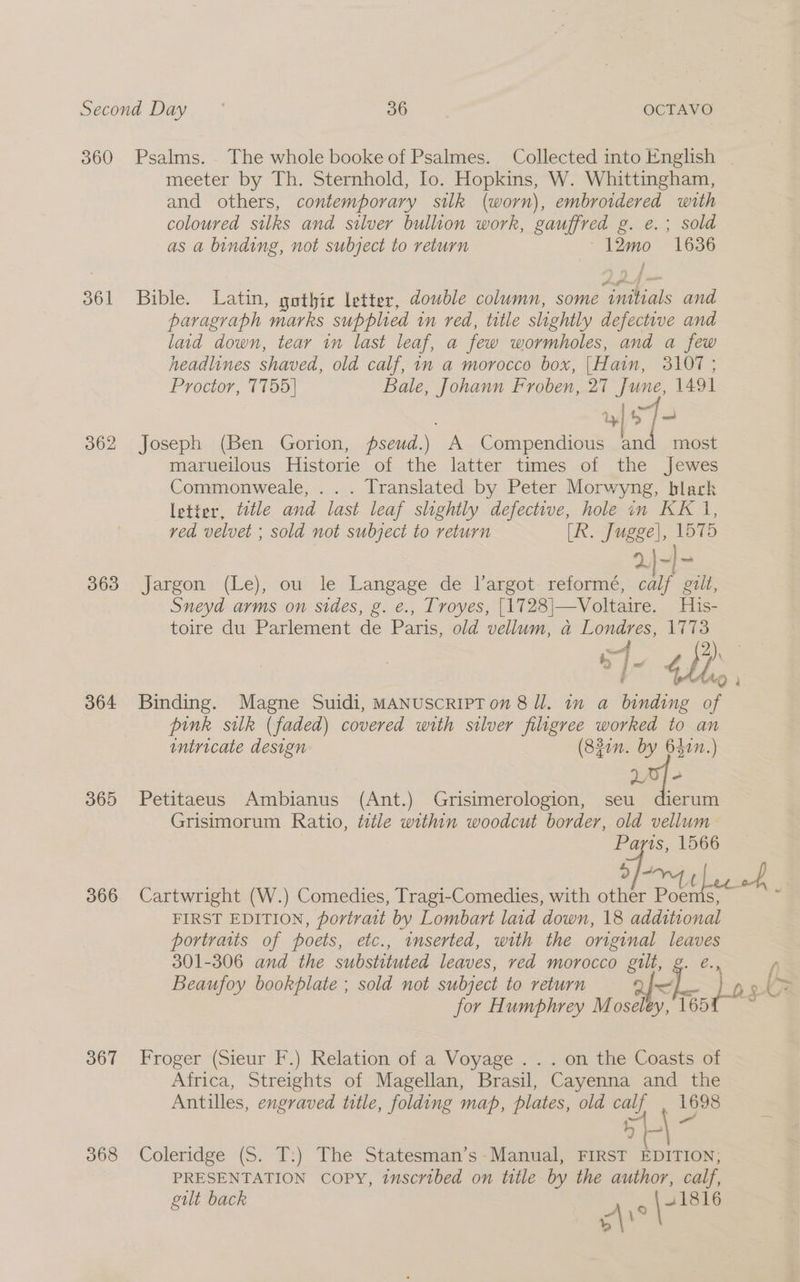 Second Day 36 OCTAVO
360 Psalms. The whole booke of Psalmes. Collected into English
meeter by Th. Sternhold, Io. Hopkins, W. Whittingham,
and others, contemporary silk (worn), embroidered with
coloured silks and silver bullion work, gauffred g. e.; sold
as a binding, not subject to return 12mo 1636
22/-
361 Bible. Latin, gothic letter, double column, some initials and
paragraph marks supplied in red, title slightly defective and
laid down, tear in last leaf, a few wormholes, and a few
headlines shaved, old calf, in a morocco box, [Hain, 3107;
Proctor, 7755] Bale, Johann Froben, 27 June, 1491
362 Joseph (Ben Gorion, pseud.) A Compendious and most
marueilous Historie of the latter times of the Jewes
Commonweale, . . . Translated by Peter Morwyng, black
letter, title and last leaf slightly defective, hole in KK 1,
red velvet; sold not subject to return [R. Jugge], 1575
2/-/-
363 Jargon (Le), ou le Langage de l'argot reformé, calf gilt,
Sneyd arms on sides, g. e., Troyes, [1728]—Voltaire. His-
toire du Parlement de Paris, old vellum, à Londres, 1773
(2)
5/-
364 Binding. Magne Suidi, MANUSCRIPT on 8 ll. in a binding of
pink silk (faded) covered with silver filigree worked to an
intricate design (8¾in. by 6¼in.)
365 Petitaeus Ambianus (Ant.) Grisimerologion, seu dierum
Grisimorum Ratio, title within woodcut border, old vellum
Paris, 1566
366 Cartwright (W.) Comedies, Tragi-Comedies, with other Poems,
FIRST EDITION, portrait by Lombart laid down, 18 additional
portraits of poets, etc., inserted, with the original leaves
301-306 and the substituted leaves, red morocco gilt, g. e.,
Beaufoy bookplate; sold not subject to return
for Humphrey Moseley, 1651
367 Froger (Sieur F.) Relation of a Voyage . . . on the Coasts of
Africa, Streights of Magellan, Brasil, Cayenna and the
Antilles, engraved title, folding map, plates, old calf, 1698
368 Coleridge (S. T.) The Statesman's Manual, FIRST EDITION,
PRESENTATION COPY, inscribed on title by the author, calf,
gilt back 1816